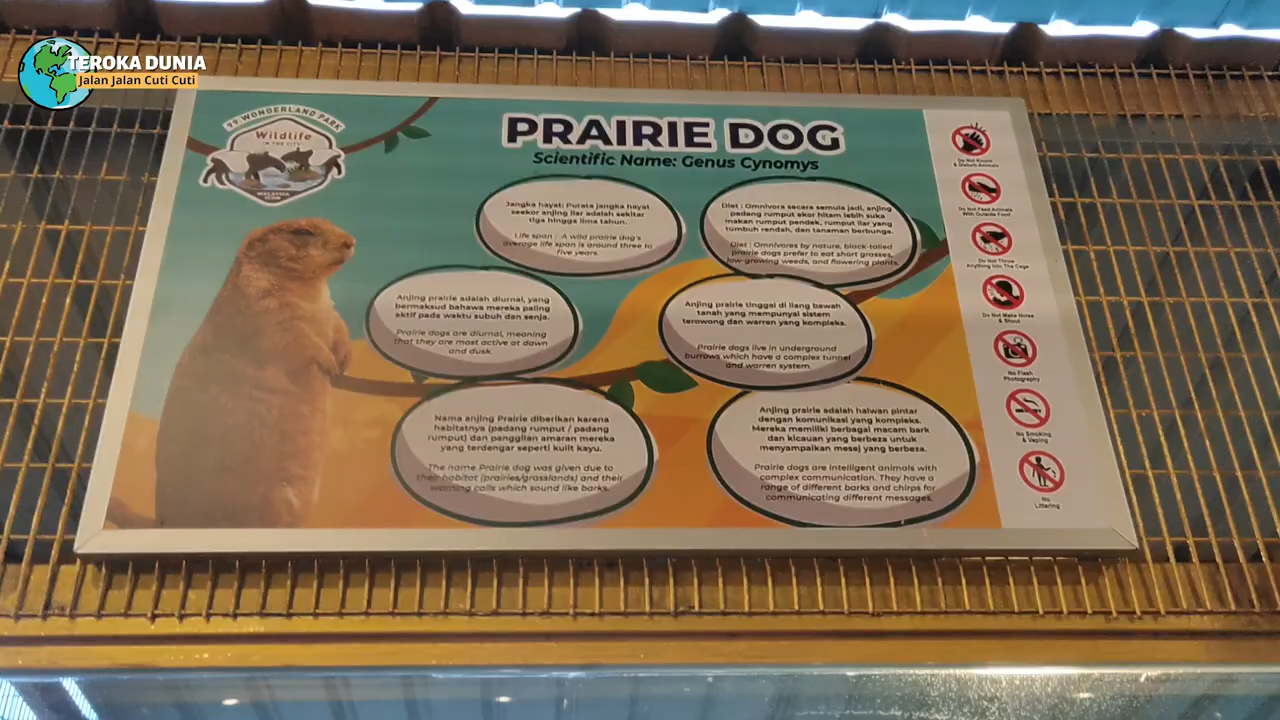 TEROKA DUNIA
Jalan Jalan Cuti Cuti
99 WONDERLAND PARK
Wildlife
IN THE CITY
MALAYSIA
PRAIRIE DOG
Scientific Name: Genus Cynomys
Jangka hayat: Purata jangka hayat
seekor anjing liar adalah sekitar
tiga hingga lima tahun.
Life span : A wild prairie dog's
average life span is around three to
five years.
Diet : Omnivora secara semula jadi, anjing
padang rumput ekor hitam lebih suka
makan rumput pendek, rumput liar yang
tumbuh rendah, dan tanaman berbunga.
Diet : Omnivores by nature, black-tailed
prairie dogs prefer to eat short grasses,
low-growing weeds, and flowering plants.
Anjing prairie adalah diurnal, yang
bermaksud bahawa mereka paling
aktif pada waktu subuh dan senja.
Prairie dogs are diurnal, meaning
that they are most active at dawn
and dusk.
Anjing prairie tinggal di liang bawah
tanah yang mempunyai sistem
terowong dan warren yang kompleks.
Prairie dogs live in underground
burrows which have a complex tunnel
and warren system.
Nama anjing Prairie diberikan karena
habitatnya (padang rumput / padang
rumput) dan panggilan amaran mereka
yang terdengar seperti kulit kayu.
The name Prairie dog was given due to
their habitat (prairies/grasslands) and their
warning calls which sound like barks.
Anjing prairie adalah haiwan pintar
dengan komunikasi yang kompleks.
Mereka memiliki berbagai macam bark
dan kicauan yang berbeza untuk
menyampaikan mesej yang berbeza.
Prairie dogs are intelligent animals with
complex communication. They have a
range of different barks and chirps for
communicating different messages.
Do Not Knock
& Disturb Animals
Do Not Feed Animals
With Outside Food
Do Not Throw
Anything Into The Cage
Do Not Make Noise
& Shout
No Flash
Photography
No Smoking
& Vaping
No
Littering